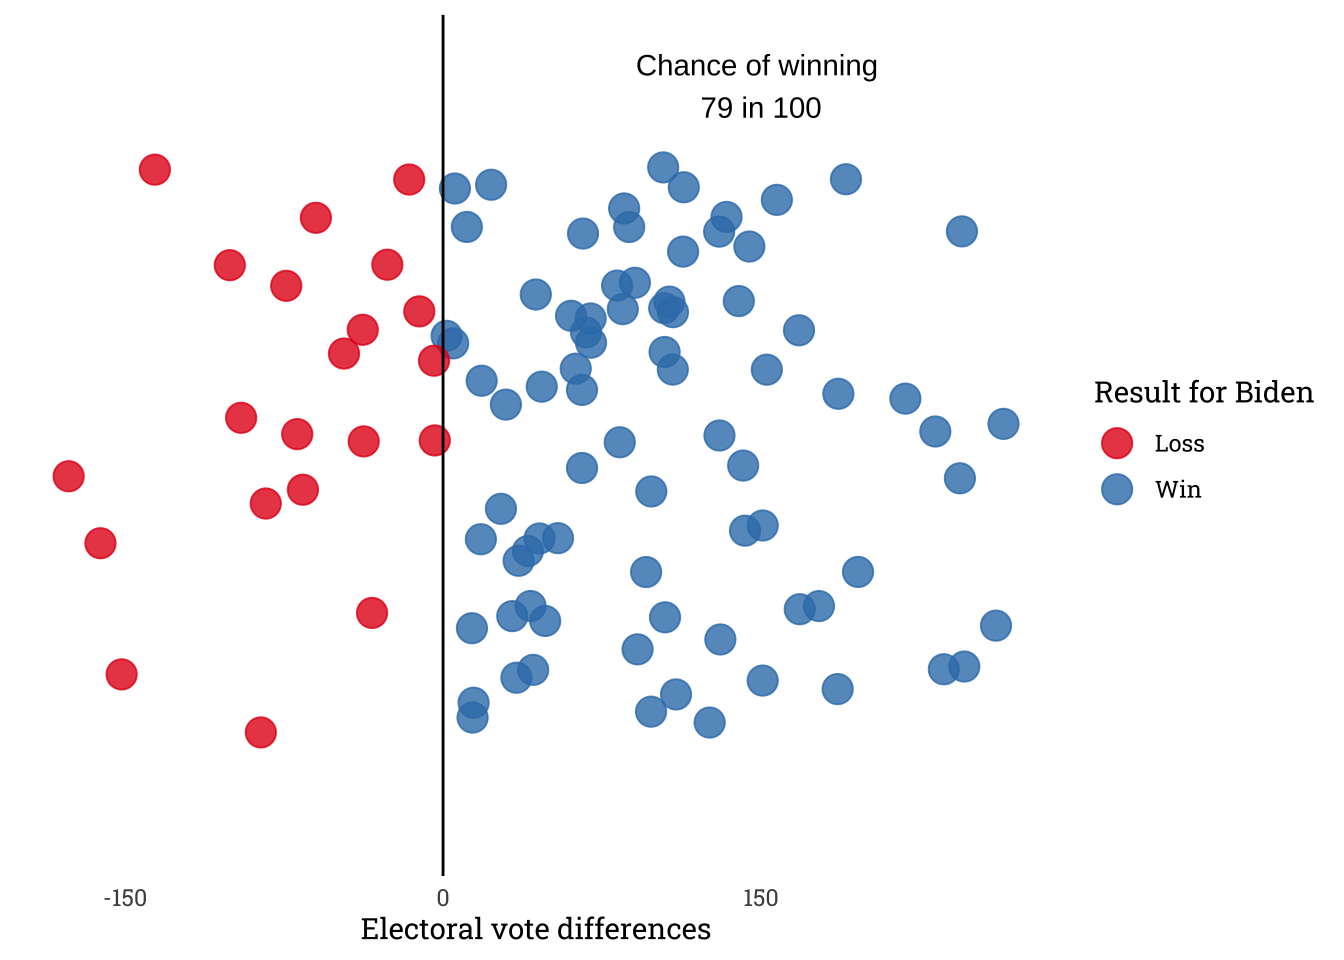 Chance of winning
79 in 100
Result for Biden
Loss
Win
-150
0
150
Electoral vote differences